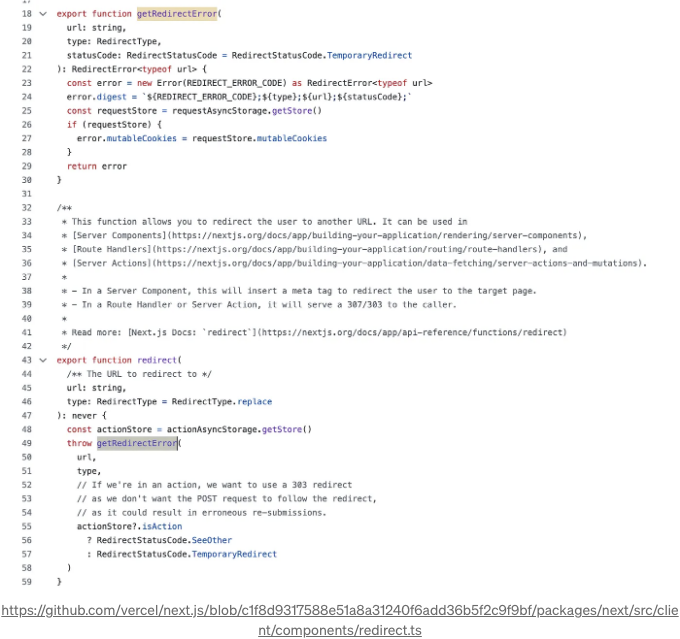 18 export function getRedirectError(
19 url: string,
20 type: RedirectType,
21 statusCode: RedirectStatusCode = RedirectStatusCode.TemporaryRedirect
22 ): RedirectError<typeof url> {
23 const error = new Error(REDIRECT_ERROR_CODE) as RedirectError<typeof url>
24 error.digest = `${REDIRECT_ERROR_CODE};${type};${url};${statusCode};`
25 const requestStore = requestAsyncStorage.getStore()
26 if (requestStore) {
27 error.mutableCookies = requestStore.mutableCookies
28 }
29 return error
30 }
31
32 /**
33 * This function allows you to redirect the user to another URL. It can be used in
34 * [Server Components](https://nextjs.org/docs/app/building-your-application/rendering/server-components),
35 * [Route Handlers](https://nextjs.org/docs/app/building-your-application/routing/route-handlers), and
36 * [Server Actions](https://nextjs.org/docs/app/building-your-application/data-fetching/server-actions-and-mutations).
37 *
38 * - In a Server Component, this will insert a meta tag to redirect the user to the target page.
39 * - In a Route Handler or Server Action, it will serve a 307/303 to the caller.
40 *
41 * Read more: [Next.js Docs: `redirect`](https://nextjs.org/docs/app/api-reference/functions/redirect)
42 */
43 export function redirect(
44 /** The URL to redirect to */
45 url: string,
46 type: RedirectType = RedirectType.replace
47 ): never {
48 const actionStore = actionAsyncStorage.getStore()
49 throw getRedirectError(
50 url,
51 type,
52 // If we're in an action, we want to use a 303 redirect
53 // as we don't want the POST request to follow the redirect,
54 // as it could result in erroneous re-submissions.
55 actionStore?.isAction
56 ? RedirectStatusCode.SeeOther
57 : RedirectStatusCode.TemporaryRedirect
58 )
59 }
https://github.com/vercel/next.js/blob/c1f8d9317588e51a8a31240f6add36b5f2c9f9bf/packages/next/src/clie
nt/components/redirect.ts